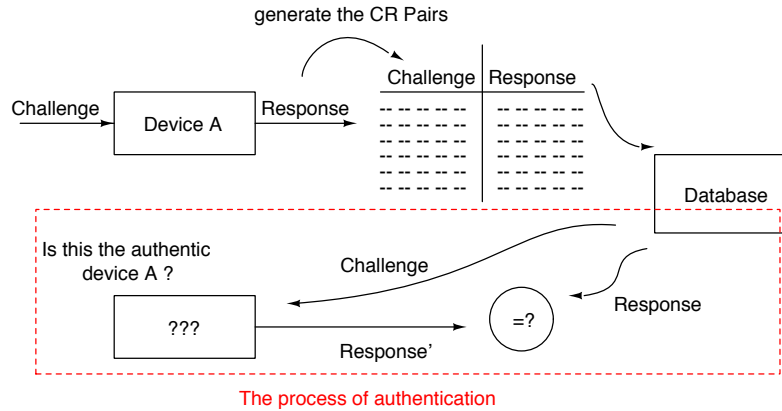 generate the CR Pairs
Challenge Response
Challenge
Device A
Response
-- -- -- -- -- -- -- -- -- --
-- -- -- -- -- -- -- -- -- --
-- -- -- -- -- -- -- -- -- --
-- -- -- -- -- -- -- -- -- --
-- -- -- -- -- -- -- -- -- --
-- -- -- -- -- -- -- -- -- --
Database
Is this the authentic
device A ?
Challenge
Response
???
=?
Response’
The process of authentication